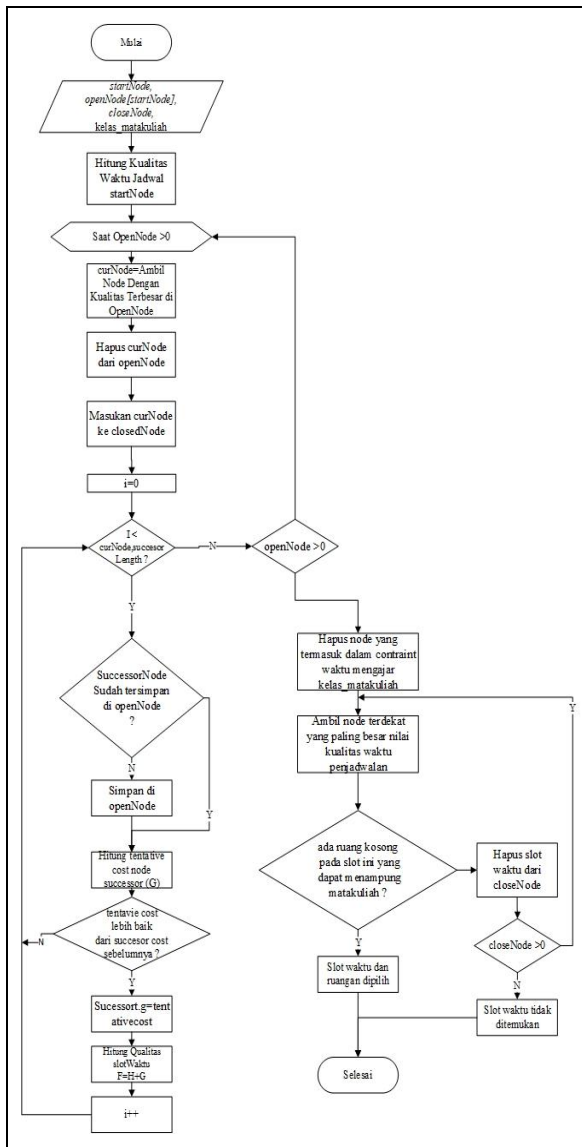 Mulai
startNode,
openNode[startNode],
closeNode,
kelas_matakuliah
Hitung Kualitas
Waktu Jadwal
startNode
Saat OpenNode >0
curNode=Ambil
Node Dengan
Kualitas Terbesar di
OpenNode
Hapus curNode
dari openNode
Masukan curNode
ke closedNode
i=0
I <
curNode,succesor
Length ?
N
Y
openNode >0
SuccessorNode
Sudah tersimpan
di openNode
?
N
Y
Simpan di
openNode
Hitung tentative
cost node
successor (G)
tentavie cost
lebih baik
dari succesor cost
sebelumnya ?
N
Y
Sucessort.g=tent
ativecost
Hitung Qualitas
slotWaktu
F=H+G
i++
Hapus node yang
termasuk dalam contraint
waktu mengajar
kelas_matakuliah
Ambil node terdekat
yang paling besar nilai
kualitas waktu
penjadwalan
Y
ada ruang kosong
pada slot ini yang
dapat menampung
matakuliah ?
Hapus slot
waktu dari
closeNode
closeNode >0
Y
N
Slot waktu dan
ruangan dipilih
Slot waktu tidak
ditemukan
Selesai